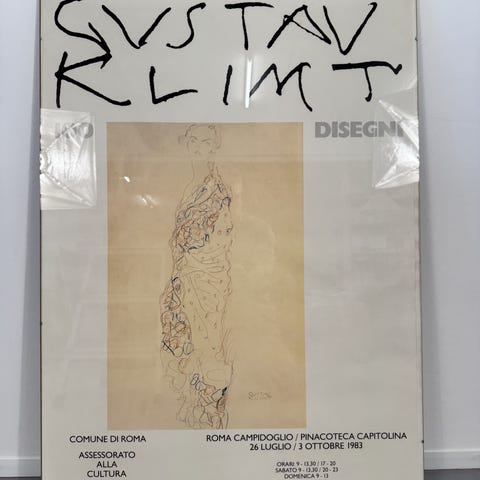 GUSTAV
KLIMT
100 DISEGNI
COMUNE DI ROMA
ASSESSORATO
ALLA
CULTURA
ROMA CAMPIDOGLIO / PINACOTECA CAPITOLINA
26 LUGLIO / 3 OTTOBRE 1983
ORARI 9 - 13,30 / 17 - 20
SABATO 9 - 13,30 / 20 - 23
DOMENICA 9 - 13